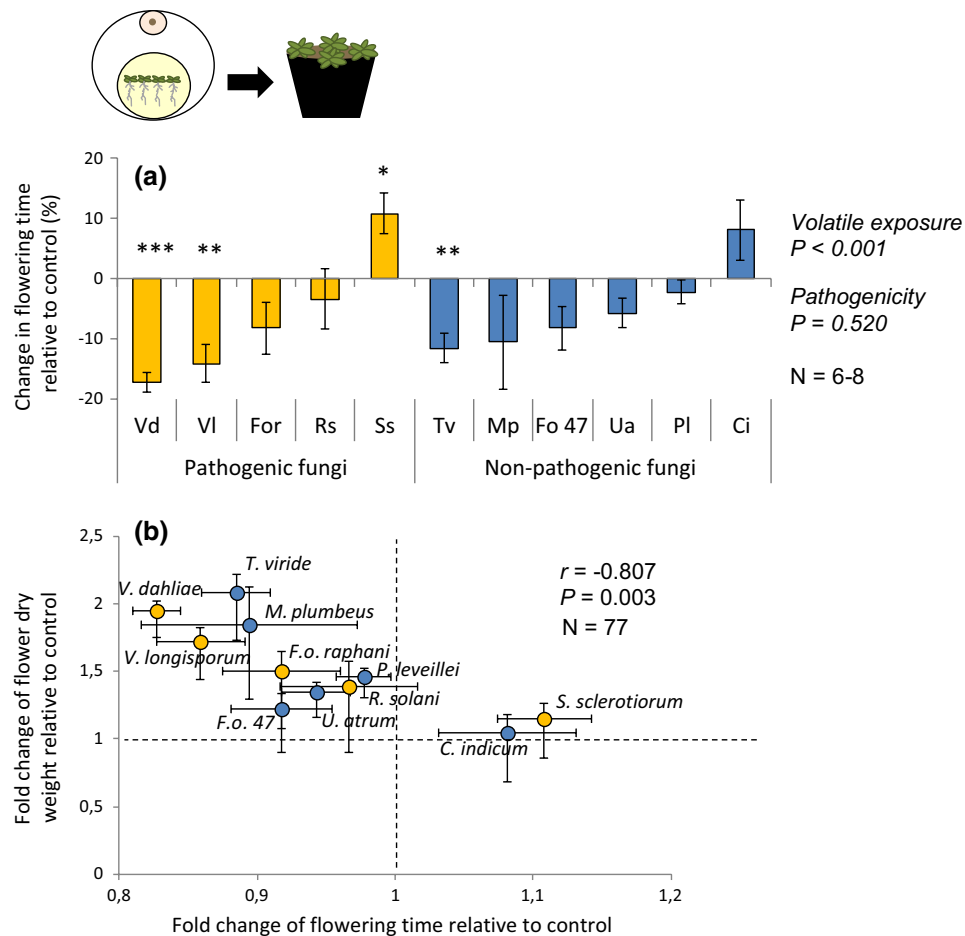 (a)
Change in flowering time
relative to control (%)
20
10
0
-10
-20
***
**
*
**
Vd Vl For Rs Ss Tv Mp Fo 47 Ua Pl Ci
Pathogenic fungi Non-pathogenic fungi
Volatile exposure
P < 0.001
Pathogenicity
P = 0.520
N = 6-8
(b)
Fold change of flower dry
weight relative to control
2,5
2
1,5
1
0,5
0
T. viride
V. dahliae
M. plumbeus
V. longisporum
F.o. raphani
P. leveillei
R. solani
F.o. 47
U. atrum
S. sclerotiorum
C. indicum
r = -0.807
P = 0.003
N = 77
0,8 0,9 1 1,1 1,2
Fold change of flowering time relative to control